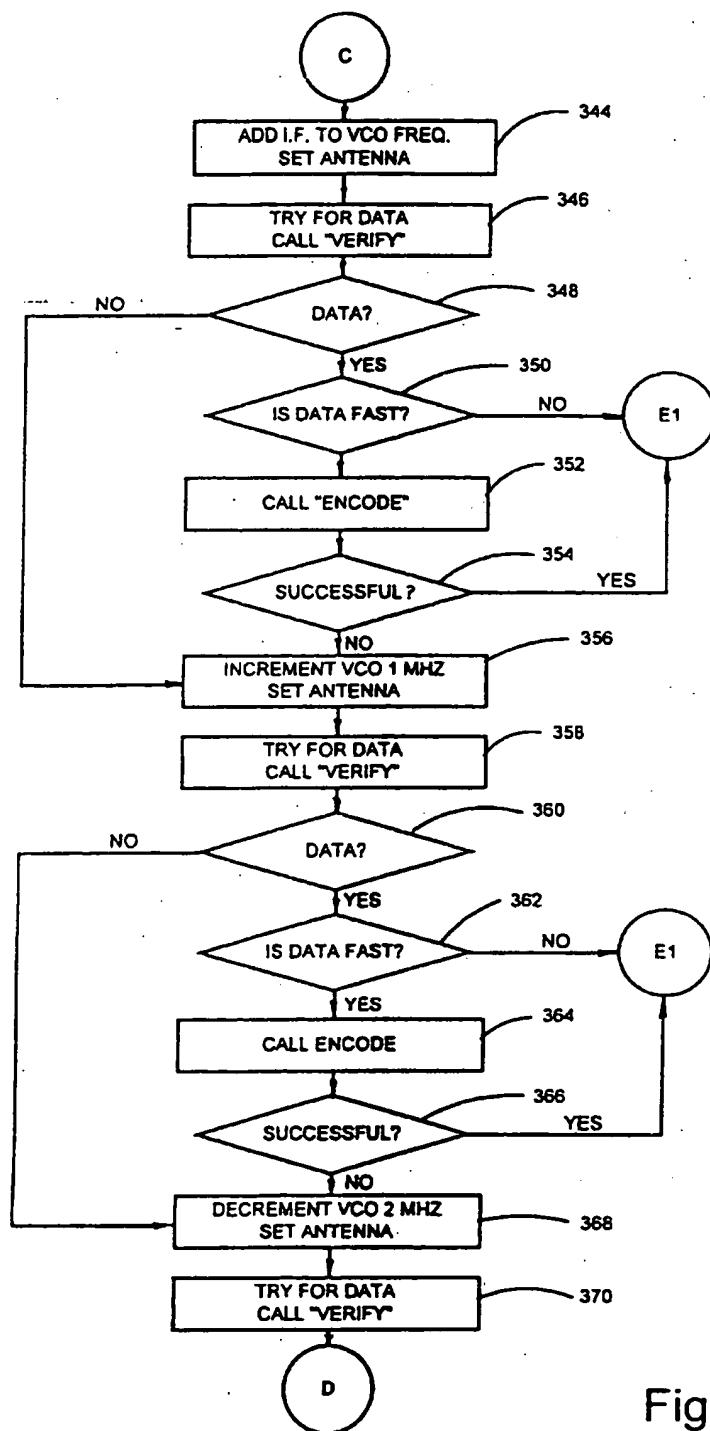 C
344
ADD I.F. TO VCO FREQ.
SET ANTENNA
346
TRY FOR DATA
CALL "VERIFY"
348
NO
DATA?
YES
350
IS DATA FAST?
NO
E1
352
CALL "ENCODE"
354
SUCCESSFUL?
YES
NO
356
INCREMENT VCO 1 MHZ
SET ANTENNA
358
TRY FOR DATA
CALL "VERIFY"
360
NO
DATA?
YES
362
IS DATA FAST?
NO
E1
YES
364
CALL ENCODE
366
SUCCESSFUL?
YES
NO
DECREMENT VCO 2 MHZ
SET ANTENNA
368
TRY FOR DATA
CALL "VERIFY"
370
D
Fig